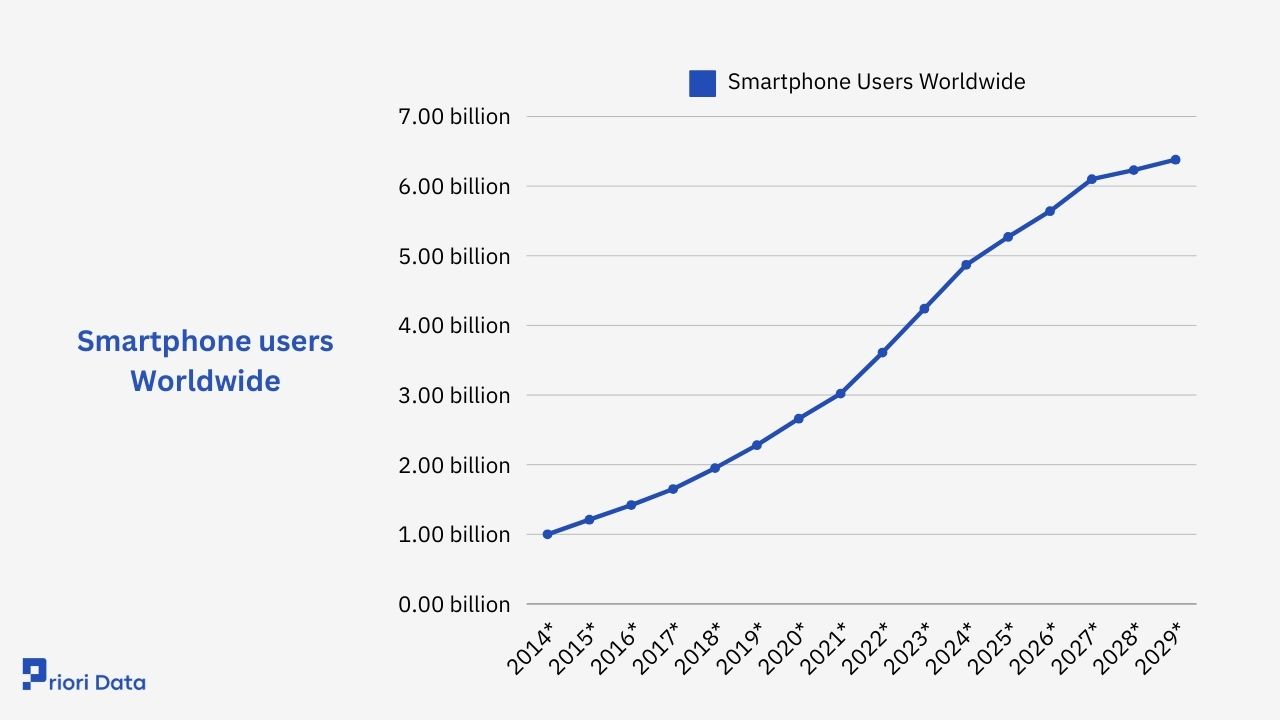 Smartphone Users Worldwide
7.00 billion
6.00 billion
5.00 billion
4.00 billion
3.00 billion
2.00 billion
1.00 billion
0.00 billion
2014*
2015*
2016*
2017*
2018*
2019*
2020*
2021*
2022*
2023*
2024*
2025*
2026*
2027*
2028*
2029*
Smartphone users
Worldwide
Priori Data